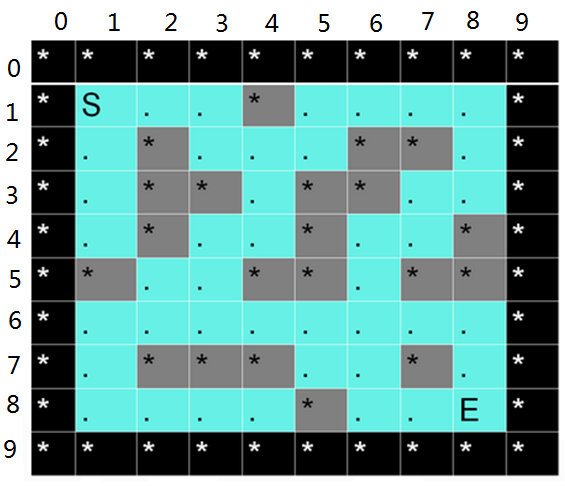 0 1 2 3 4 5 6 7 8 9
0 * * * * * * * * * *
1 * S . . * . . . . *
2 * . * . . . * * . *
3 * . * * . * * . . *
4 * . * . . * . . * *
5 * * . . * * . * * *
6 * . . . . . . . . *
7 * . * * * . . * . *
8 * . . . . * . . E *
9 * * * * * * * * * *